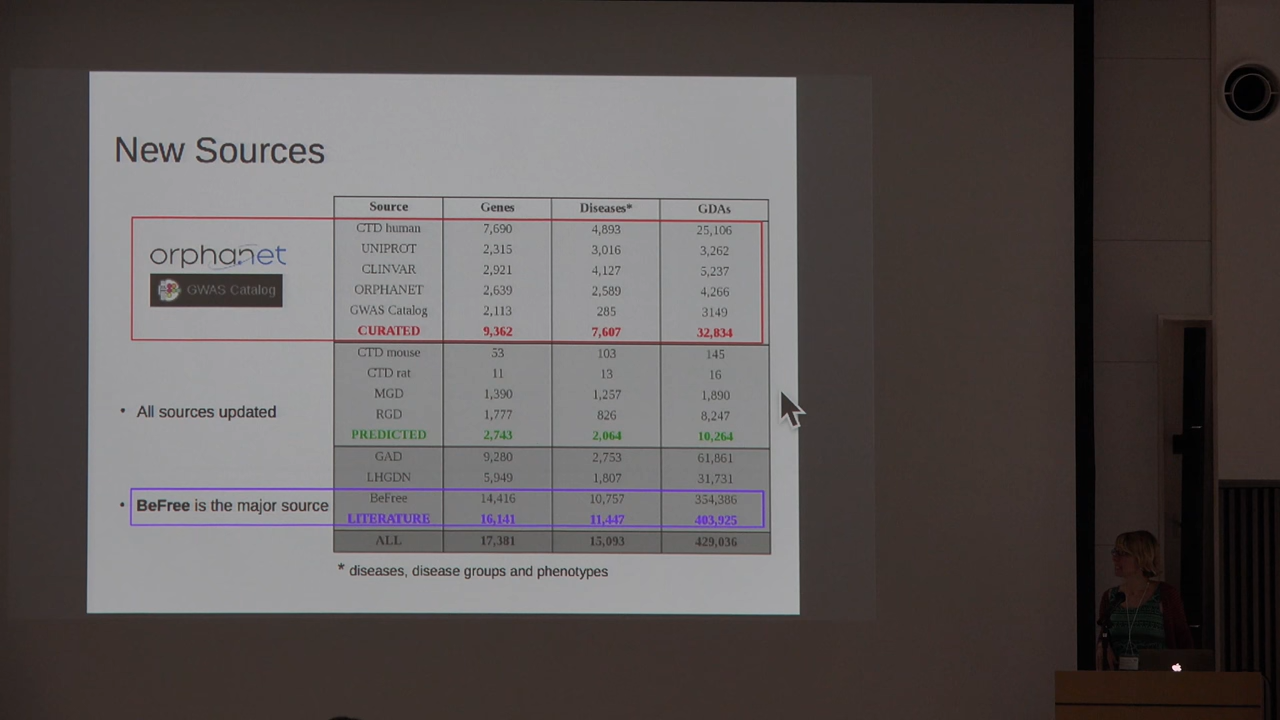 New Sources
orphanet
GWAS Catalog
Source Genes Diseases* GDAs
CTD human 7,690 4,893 25,106
UNIPROT 2,315 3,016 3,262
CLINVAR 2,921 4,127 5,237
ORPHANET 2,639 2,589 4,266
GWAS Catalog 2,113 285 3149
CURATED 9,362 7,607 32,834
CTD mouse 53 103 145
CTD rat 11 13 16
MGD 1,390 1,257 1,890
RGD 1,777 826 8,247
PREDICTED 2,743 2,064 10,264
GAD 9,280 2,753 61,861
LHGDN 5,949 1,807 31,731
BeFree 14,416 10,757 354,386
LITERATURE 16,141 11,447 403,925
ALL 17,381 15,093 429,036
• All sources updated
• BeFree is the major source
* diseases, disease groups and phenotypes